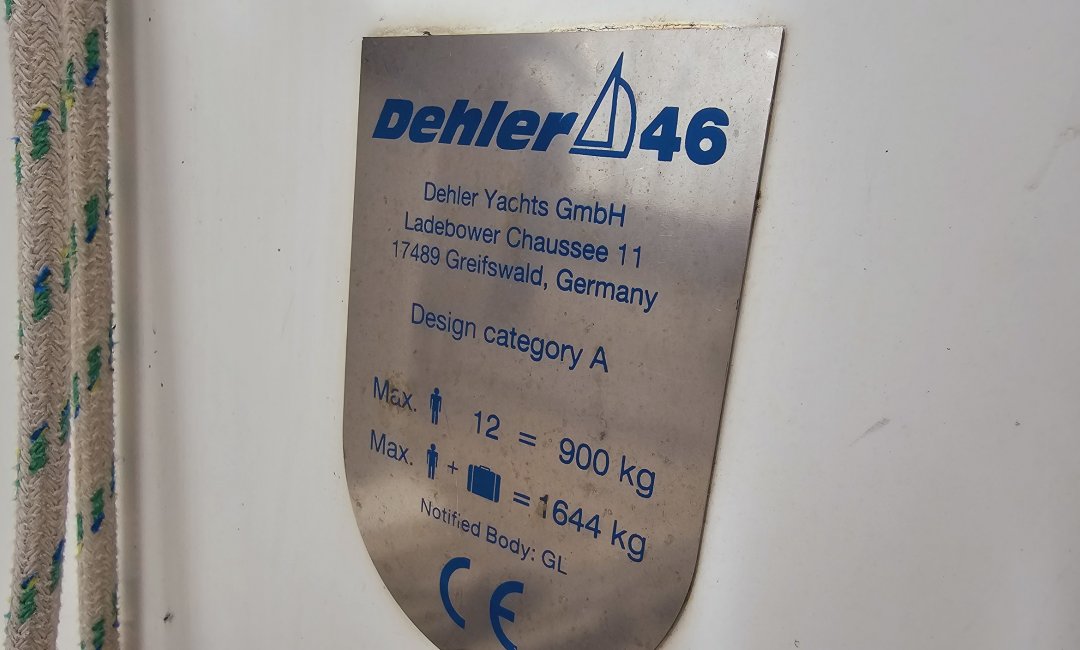 Dehler 46
Dehler Yachts GmbH
Ladebower Chaussee 11
17489 Greifswald, Germany
Design category A
Max. 12 = 900 kg
Max. + = 1644 kg
Notified Body: GL
CE